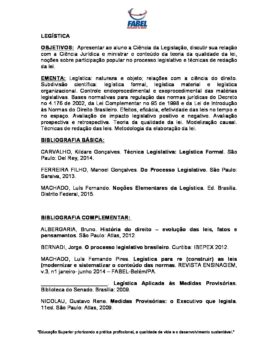 FABEL
LEGÍSTICA
OBJETIVOS: Apresentar ao aluno a Ciência da Legislação, discutir sua relação
com a Ciência Jurídica e ministrar o conteúdo da teoria da qualidade da lei,
noções sobre participação popular no processo legislativo e técnicas de redação
da lei.
EMENTA: Legística: natureza e objeto; relações com a ciência do direito.
Subdivisão científica: legística formal, legística material e legística
organizacional. Controle endoprocedimental e exoprocedimental das matérias
legislativas. Bases normativas para regulação das normas jurídicas do Decreto
no 4.176 de 2002, da Lei Complementar no 95 de 1998 e da Lei de Introdução
às Normas do Direito Brasileiro. Efeitos, eficácia, efetividade das leis no tempo e
no espaço. Avaliação de impacto legislativo positivo e negativo. Avaliação
prospectiva e retrospectiva. Teoria da qualidade da lei. Modelização causal.
Técnicas de redação das leis. Metodologia da elaboração da lei.
BIBLIOGRAFIA BÁSICA:
CARVALHO, Kildare Gonçalves. Técnica Legislativa: Legística Formal. São
Paulo: Del Rey, 2014.
FERREIRA FILHO, Manoel Gonçalves. Do Processo Legislativo. São Paulo:
Saraiva, 2013.
MACHADO, Luís Fernando. Noções Elementares de Legística. Ed. Brasília.
Distrito Federal, 2015.
BIBLIOGRAFIA COMPLEMENTAR:
ALBERGARIA, Bruno. História do direito – evolução das leis, fatos e
pensamentos. São Paulo: Atlas, 2012.
BERNADI, Jorge. O processo legislativo brasileiro. Curitiba: IBEPEX 2012.
MACHADO, Luís Fernando Pires. Legística para re (construir) as leis
(modernizar e sistematizar o conteúdo das normas. REVISTA ENSINAGEM,
v.3, n1 janeiro- junho 2014 – FABEL-Belém/PA.
____________________ Legística Aplicada às Medidas Provisórias.
Biblioteca do Senado. Brasília: 2009.
NICOLAU, Gustavo Rene. Medidas Provisórias: o Executivo que legisla.
11ed. São Paulo: Atlas, 2009.
"Educação Superior priorizando a prática profissional, a qualidade de vida e o desenvolvimento sustentável."